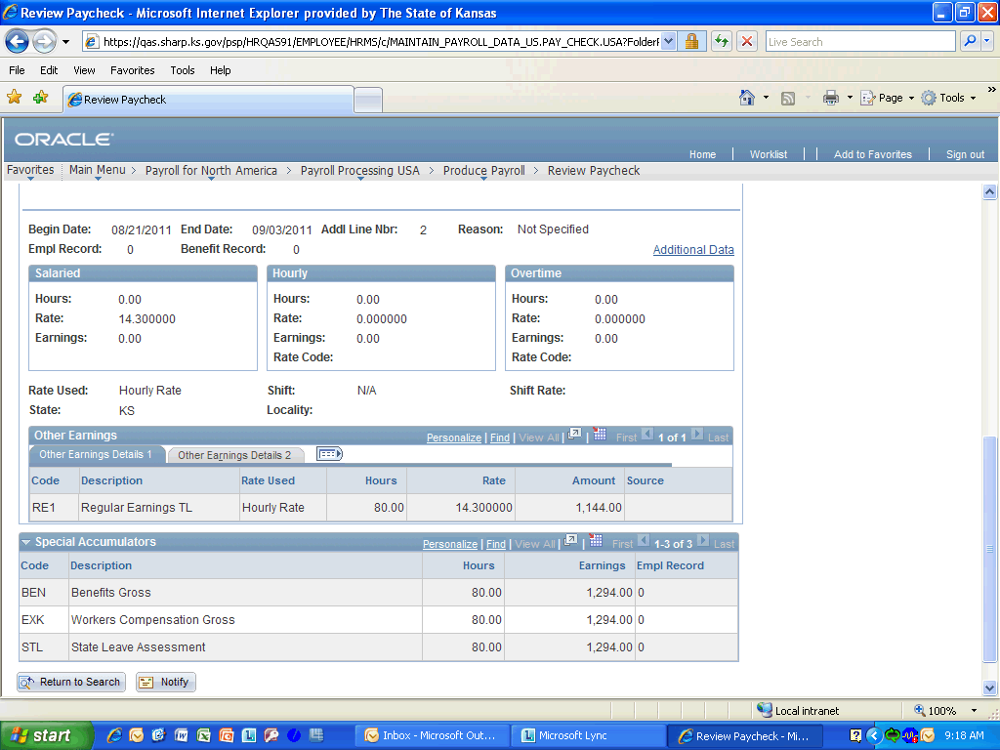 Review Paycheck - Microsoft Internet Explorer provided by The State of Kansas
https://qas.sharp.ks.gov/psp/HRQAS91/EMPLOYEE/HRMS/c/MAINTAIN_PAYROLL_DATA_US.PAY_CHECK.USA?Folder Live Search
File Edit View Favorites Tools Help
Review Paycheck Page Tools »
ORACLE
Home Worklist Add to Favorites Sign out
Favorites Main Menu > Payroll for North America > Payroll Processing USA > Produce Payroll > Review Paycheck
Begin Date: 08/21/2011 End Date: 09/03/2011 Addl Line Nbr: 2 Reason: Not Specified
Empl Record: 0 Benefit Record: 0 Additional Data
Salaried Hourly Overtime
Hours: 0.00 Hours: 0.00 Hours: 0.00
Rate: 14.300000 Rate: 0.000000 Rate: 0.000000
Earnings: 0.00 Earnings: 0.00 Earnings: 0.00
Rate Code: Rate Code:
Rate Used: Hourly Rate Shift: N/A Shift Rate:
State: KS Locality:
Other Earnings Personalize | Find | View All | | First 1 of 1 Last
Other Earnings Details 1 Other Earnings Details 2
Code Description Rate Used Hours Rate Amount Source
RE1 Regular Earnings TL Hourly Rate 80.00 14.300000 1,144.00
Special Accumulators Personalize | Find | View All | | First 1-3 of 3 Last
Code Description Hours Earnings Empl Record
BEN Benefits Gross 80.00 1,294.00 0
EXK Workers Compensation Gross 80.00 1,294.00 0
STL State Leave Assessment 80.00 1,294.00 0
Return to Search Notify
Local intranet 100%
start Inbox - Microsoft Out... Microsoft Lync Review Paycheck - Mi... 9:18 AM